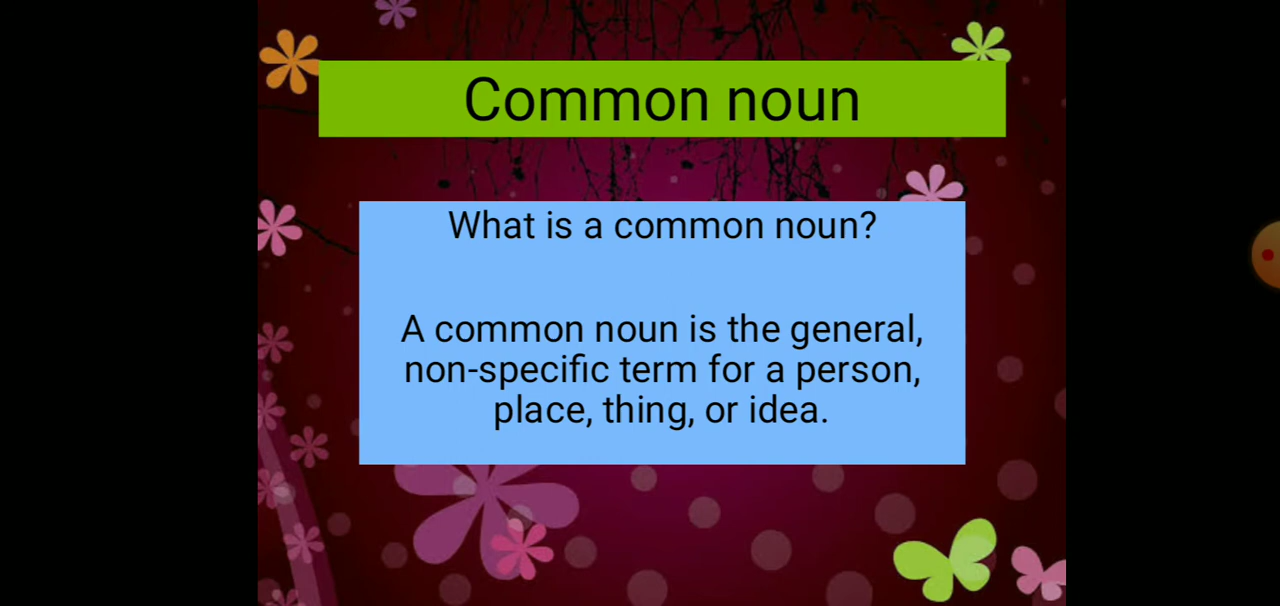 Common noun
What is a common noun?
A common noun is the general,
non-specific term for a person,
place, thing, or idea.